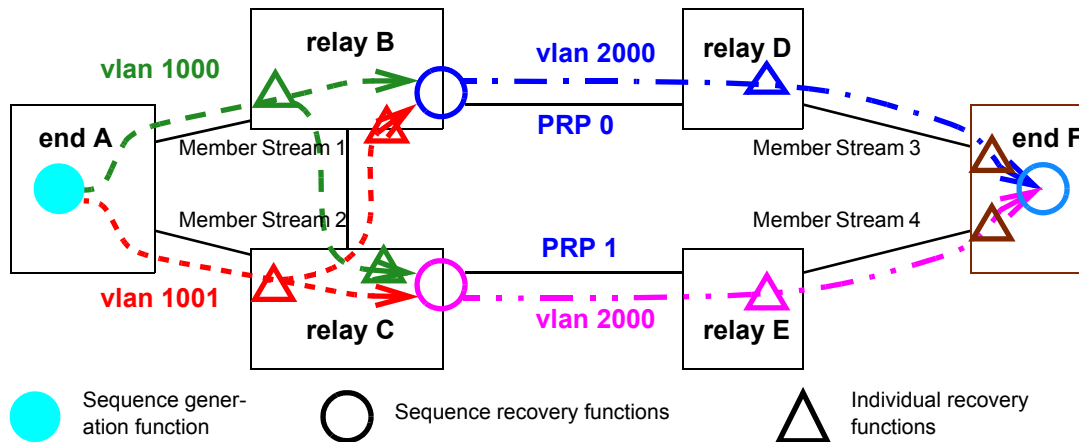 relay B
relay D
vlan 1000
vlan 2000
end A
PRP 0
end F
Member Stream 1
Member Stream 3
Member Stream 2
Member Stream 4
PRP 1
vlan 1001
vlan 2000
relay C
relay E
Sequence gener-
ation function
Sequence recovery functions
Individual recovery
functions